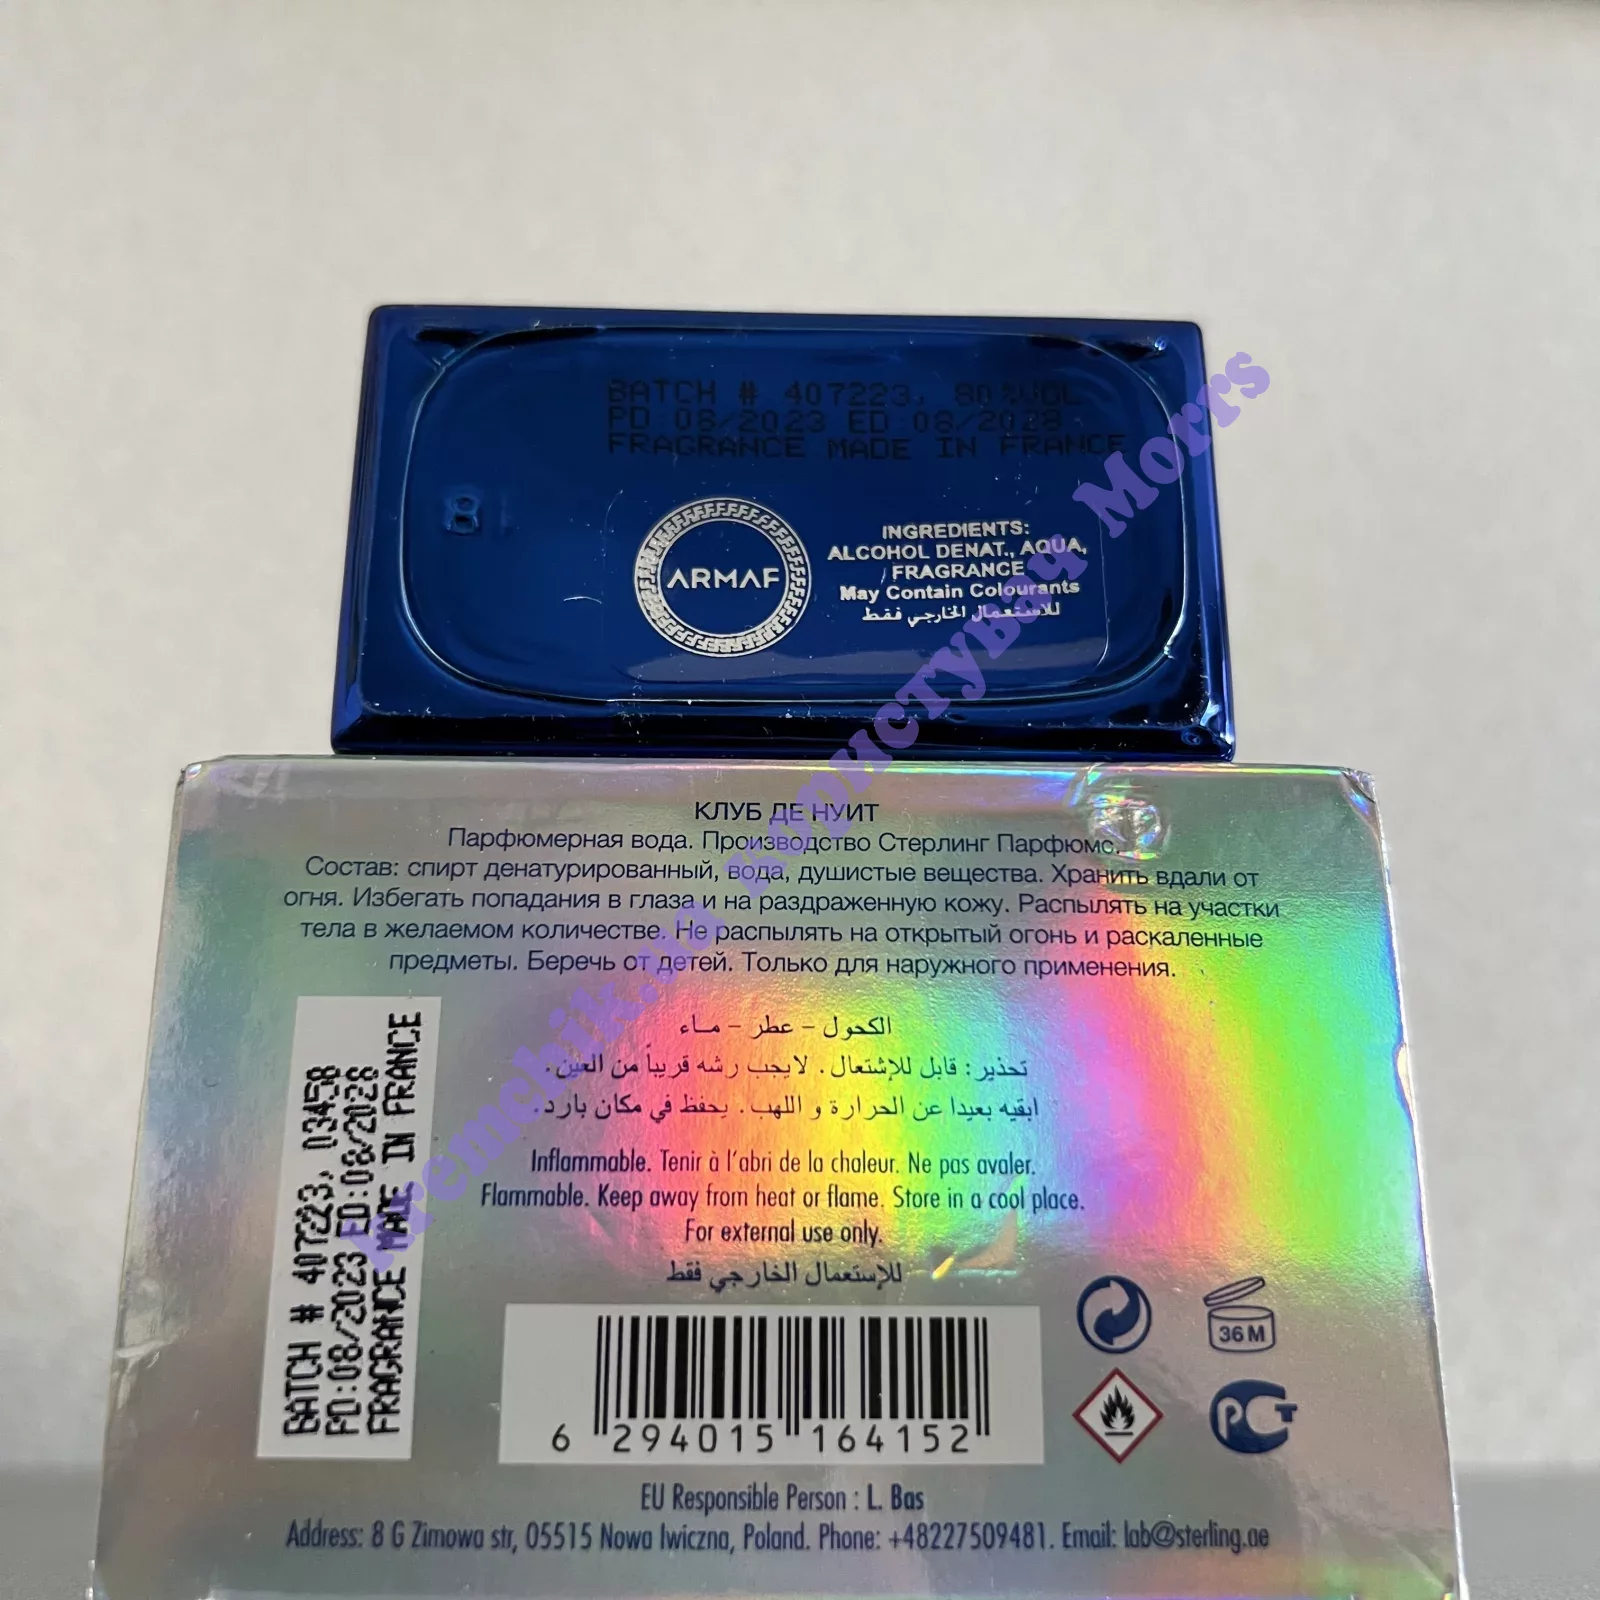 BATCH # 407223, 80%VOL
PD:08/2023 ED:08/2028
FRAGRANCE MADE IN FRANCE
8
ARMAF
INGREDIENTS:
ALCOHOL DENAT., AQUA,
FRAGRANCE
May Contain Colourants
للاستعمال الخارجي فقط
КЛУБ ДЕ НУИТ
Парфюмерная вода. Производство Стерлинг Парфюмс.
Состав: спирт денатурированный, вода, душистые вещества. Хранить вдали от
огня. Избегать попадания в глаза и на раздраженную кожу. Распылять на участки
тела в желаемом количестве. Не распылять на открытый огонь и раскаленные
предметы. Беречь от детей. Только для наружного применения.
BATCH # 407223, 03458
PD:08/2023 ED:08/2028
FRAGRANCE MADE IN FRANCE
الكحول - عطر - ماء
تحذير: قابل للإشتعال. لايجب رشه قريباً من العين.
ابقيه بعيدا عن الحرارة و اللهب. يحفظ في مكان بارد.
Inflammable. Tenir à l'abri de la chaleur. Ne pas avaler.
Flammable. Keep away from heat or flame. Store in a cool place.
For external use only.
للإستعمال الخارجي فقط
6 294015 164152
36M
РСТ
EU Responsible Person : L. Bas
Address: 8 G Zimowa str, 05515 Nowa Iwiczna, Poland. Phone: +48227509481. Email: lab@sterling.ae
Kremchik.ua Користувач Morrs